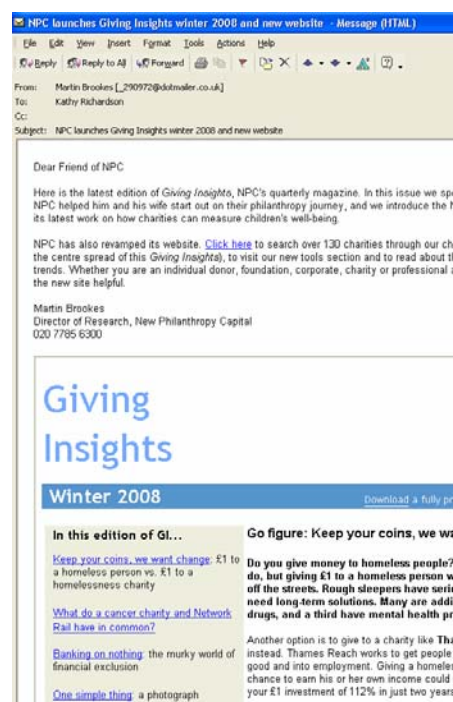 NPC launches Giving Insights winter 2008 and new website - Message (HTML)
File Edit View Insert Format Tools Actions Help
Reply Reply to All Forward
From: Martin Brookes [_290972@dotmailer.co.uk]
To: Kathy Richardson
Cc:
Subject: NPC launches Giving Insights winter 2008 and new website
Dear Friend of NPC
Here is the latest edition of Giving Insights, NPC's quarterly magazine. In this issue we spe
NPC helped him and his wife start out on their philanthropy journey, and we introduce the N
its latest work on how charities can measure children's well-being.
NPC has also revamped its website. Click here to search over 130 charities through our ch
the centre spread of this Giving Insights), to visit our new tools section and to read about th
trends. Whether you are an individual donor, foundation, corporate, charity or professional a
the new site helpful.
Martin Brookes
Director of Research, New Philanthropy Capital
020 7785 6300
Giving
Insights
Winter 2008
Download a fully pr
In this edition of GI...
Keep your coins, we want change: £1 to
a homeless person vs. £1 to a
homelessness charity
What do a cancer charity and Network
Rail have in common?
Banking on nothing: the murky world of
financial exclusion
One simple thing: a photograph
Go figure: Keep your coins, we wa
Do you give money to homeless people?
do, but giving £1 to a homeless person w
off the streets. Rough sleepers have seri
need long-term solutions. Many are addi
drugs, and a third have mental health pr
Another option is to give to a charity like Tha
instead. Thames Reach works to get people
good and into employment. Giving a homeles
chance to earn his or her own income could
your £1 investment of 112% in just two years